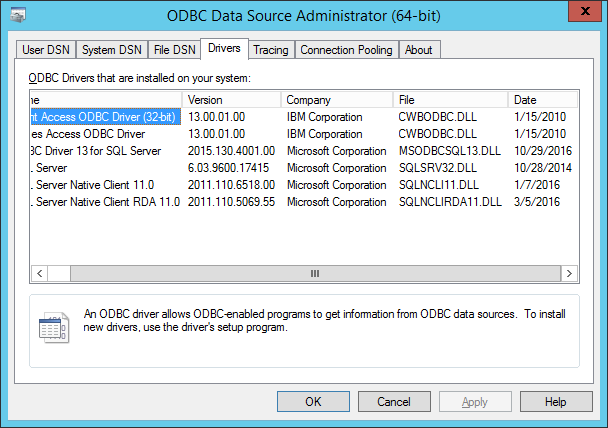 ODBC Data Source Administrator (64-bit)
User DSN System DSN File DSN Drivers Tracing Connection Pooling About
ODBC Drivers that are installed on your system:
ne Version Company File Date
nt Access ODBC Driver (32-bit) 13.00.01.00 IBM Corporation CWBODBC.DLL 1/15/2010
es Access ODBC Driver 13.00.01.00 IBM Corporation CWBODBC.DLL 1/15/2010
BC Driver 13 for SQL Server 2015.130.4001.00 Microsoft Corporation MSODBCSQL13.DLL 10/29/2016
L Server 6.03.9600.17415 Microsoft Corporation SQLSRV32.DLL 10/28/2014
L Server Native Client 11.0 2011.110.6518.00 Microsoft Corporation SQLNCLI11.DLL 1/7/2016
L Server Native Client RDA 11.0 2011.110.5069.55 Microsoft Corporation SQLNCLIRDA11.DLL 3/5/2016
An ODBC driver allows ODBC-enabled programs to get information from ODBC data sources. To install
new drivers, use the driver's setup program.
OK Cancel Apply Help